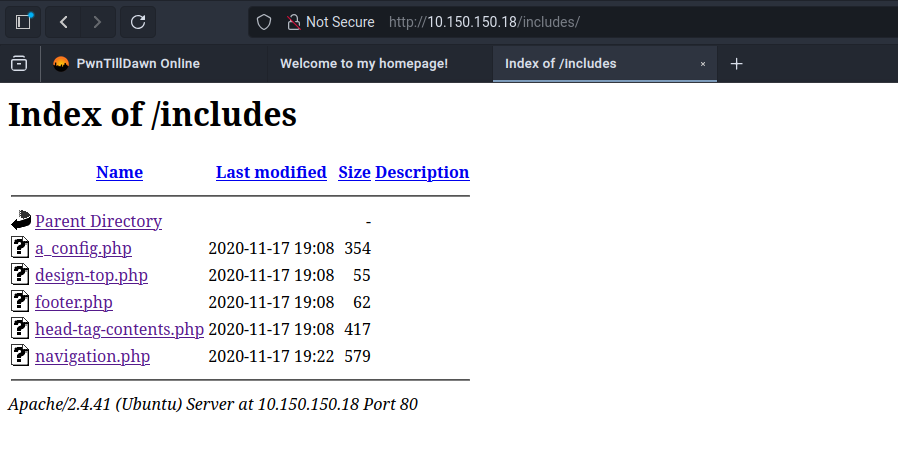 Not Secure http://10.150.150.18/includes/
PwnTillDawn Online Welcome to my homepage! Index of /includes ×
Index of /includes
Name Last modified Size Description
Parent Directory -
a_config.php 2020-11-17 19:08 354
design-top.php 2020-11-17 19:08 55
footer.php 2020-11-17 19:08 62
head-tag-contents.php 2020-11-17 19:08 417
navigation.php 2020-11-17 19:22 579
Apache/2.4.41 (Ubuntu) Server at 10.150.150.18 Port 80